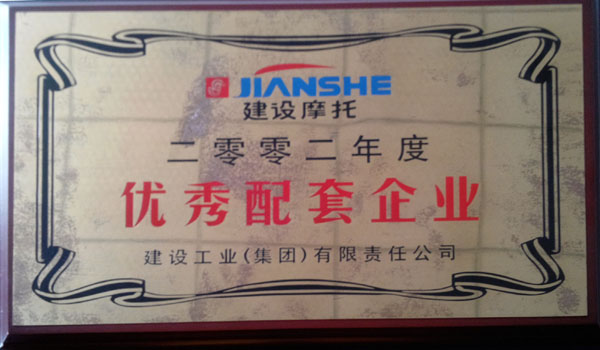 JIANSHE
建设摩托
二零零二年度
优秀配套企业
建设工业(集团)有限责任公司